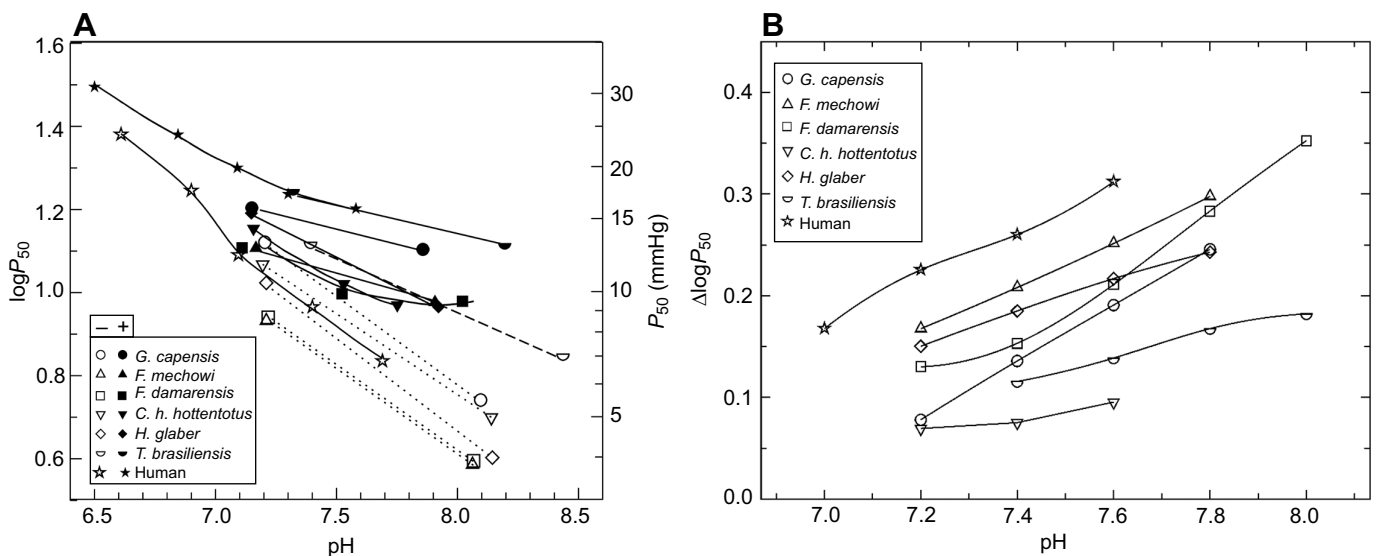 A
1.6
1.4
1.2
1.0
0.8
0.6
logP50
30
20
15
10
5
P50 (mmHg)
– +
G. capensis
F. mechowi
F. damarensis
C. h. hottentotus
H. glaber
T. brasiliensis
Human
6.5 7.0 7.5 8.0 8.5
pH
B
0.4
0.3
0.2
0.1
0.0
ΔlogP50
G. capensis
F. mechowi
F. damarensis
C. h. hottentotus
H. glaber
T. brasiliensis
Human
7.0 7.2 7.4 7.6 7.8 8.0
pH